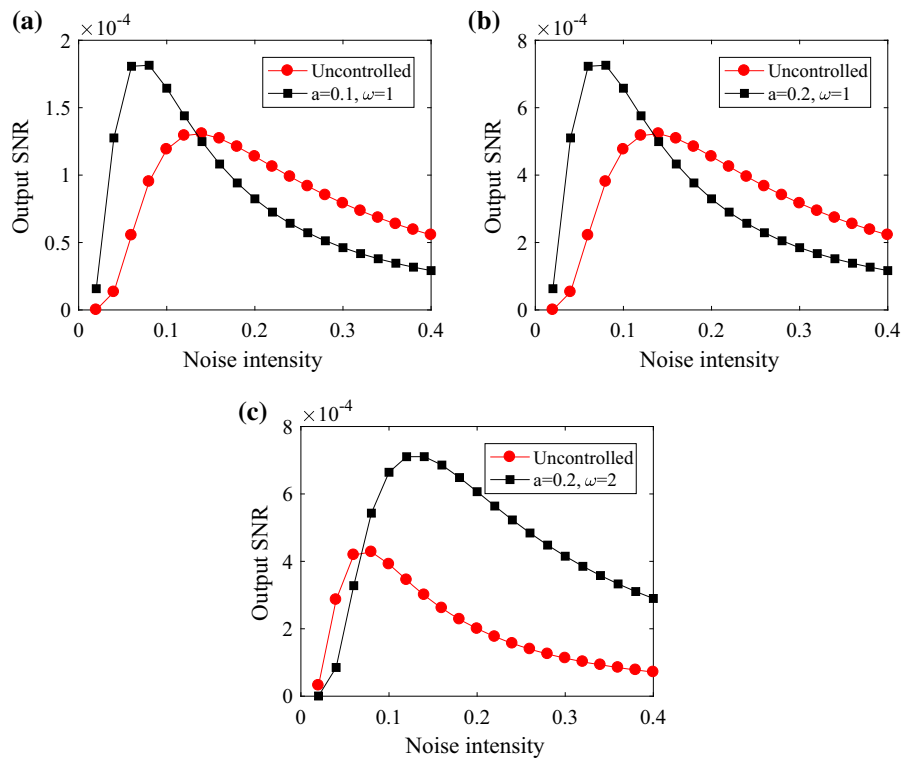 (a)
×10⁻⁴
2
1.5
1
0.5
0
0
0.1
0.2
0.3
0.4
Output SNR
Noise intensity
Uncontrolled
a=0.1, ω=1
(b)
×10⁻⁴
8
6
4
2
0
0
0.1
0.2
0.3
0.4
Output SNR
Noise intensity
Uncontrolled
a=0.2, ω=1
(c)
×10⁻⁴
8
6
4
2
0
0
0.1
0.2
0.3
0.4
Output SNR
Noise intensity
Uncontrolled
a=0.2, ω=2